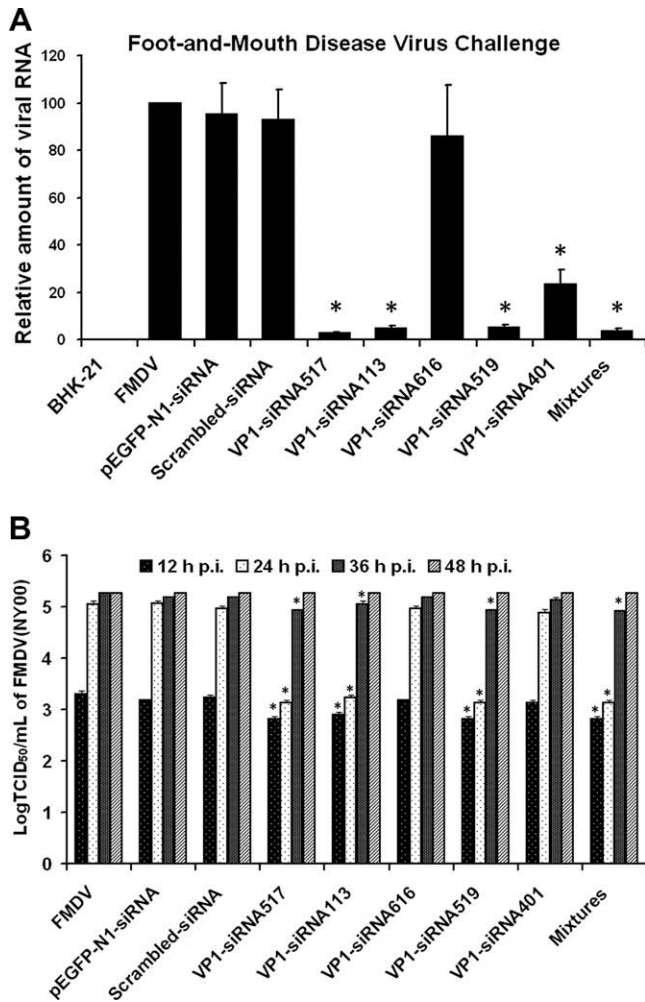 A
Foot-and-Mouth Disease Virus Challenge
Relative amount of viral RNA
120
100
80
60
40
20
0
* * * * *
BHK-21
FMDV
pEGFP-N1-siRNA
Scrambled-siRNA
VP1-siRNA517
VP1-siRNA113
VP1-siRNA616
VP1-siRNA519
VP1-siRNA401
Mixtures
B
LogTCID₅₀/mL of FMDV(NY00)
12 h p.i. 24 h p.i. 36 h p.i. 48 h p.i.
6
5
4
3
2
1
0
* * * * * * * * * * * *
FMDV
pEGFP-N1-siRNA
Scrambled-siRNA
VP1-siRNA517
VP1-siRNA113
VP1-siRNA616
VP1-siRNA519
VP1-siRNA401
Mixtures